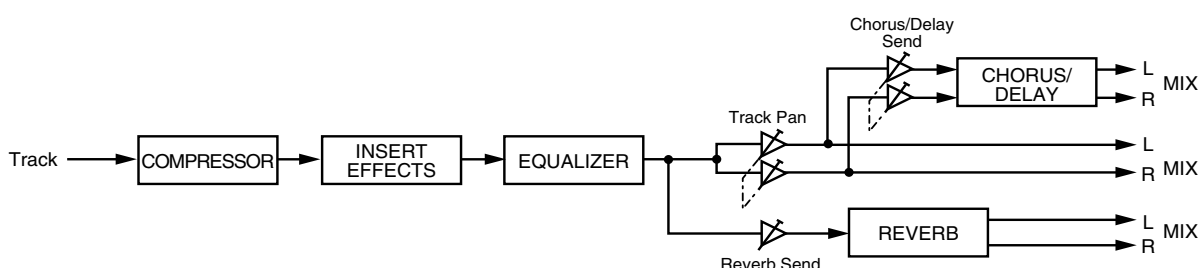 Chorus/Delay
Send
CHORUS/
DELAY
L
R
MIX
Track Pan
Track
COMPRESSOR
INSERT
EFFECTS
EQUALIZER
L
R
MIX
REVERB
L
R
MIX
Reverb Send